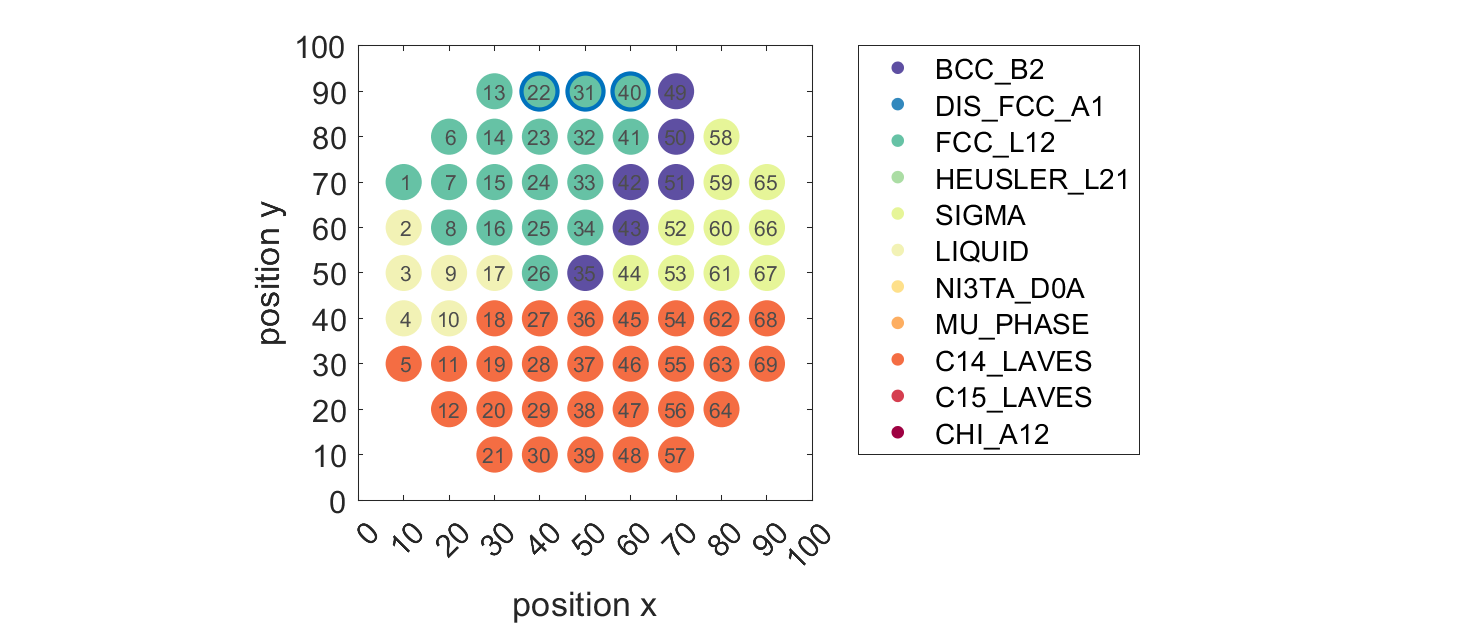 100
90
80
70
60
50
40
30
20
10
0
position y
13 22 31 40 49
6 14 23 32 41 50 58
1 7 15 24 33 42 51 59 65
2 8 16 25 34 43 52 60 66
3 9 17 26 35 44 53 61 67
4 10 18 27 36 45 54 62 68
5 11 19 28 37 46 55 63 69
12 20 29 38 47 56 64
21 30 39 48 57
0 10 20 30 40 50 60 70 80 90 100
position x
BCC_B2
DIS_FCC_A1
FCC_L12
HEUSLER_L21
SIGMA
LIQUID
NI3TA_D0A
MU_PHASE
C14_LAVES
C15_LAVES
CHI_A12